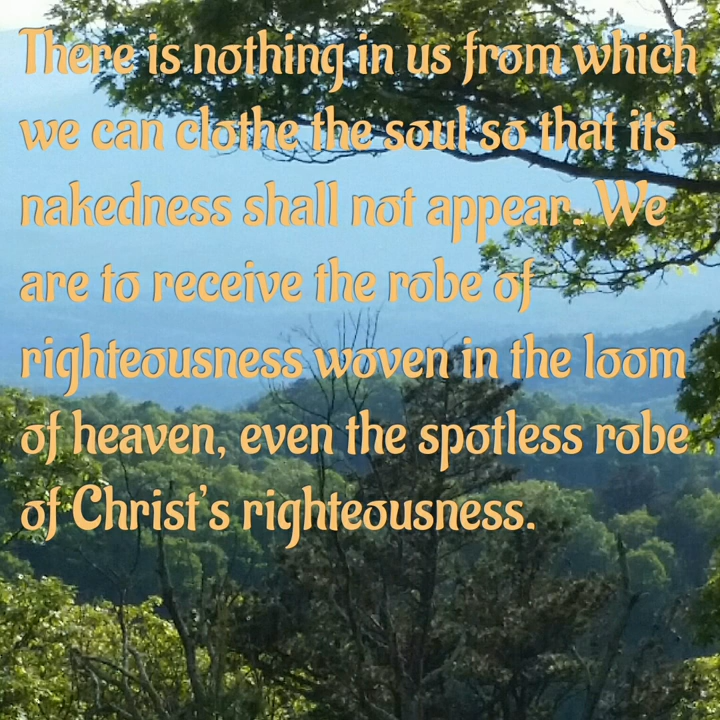 There is nothing in us from which
we can clothe the soul so that its
nakedness shall not appear. We
are to receive the robe of
righteousness woven in the loom
of heaven, even the spotless robe
of Christ's righteousness.